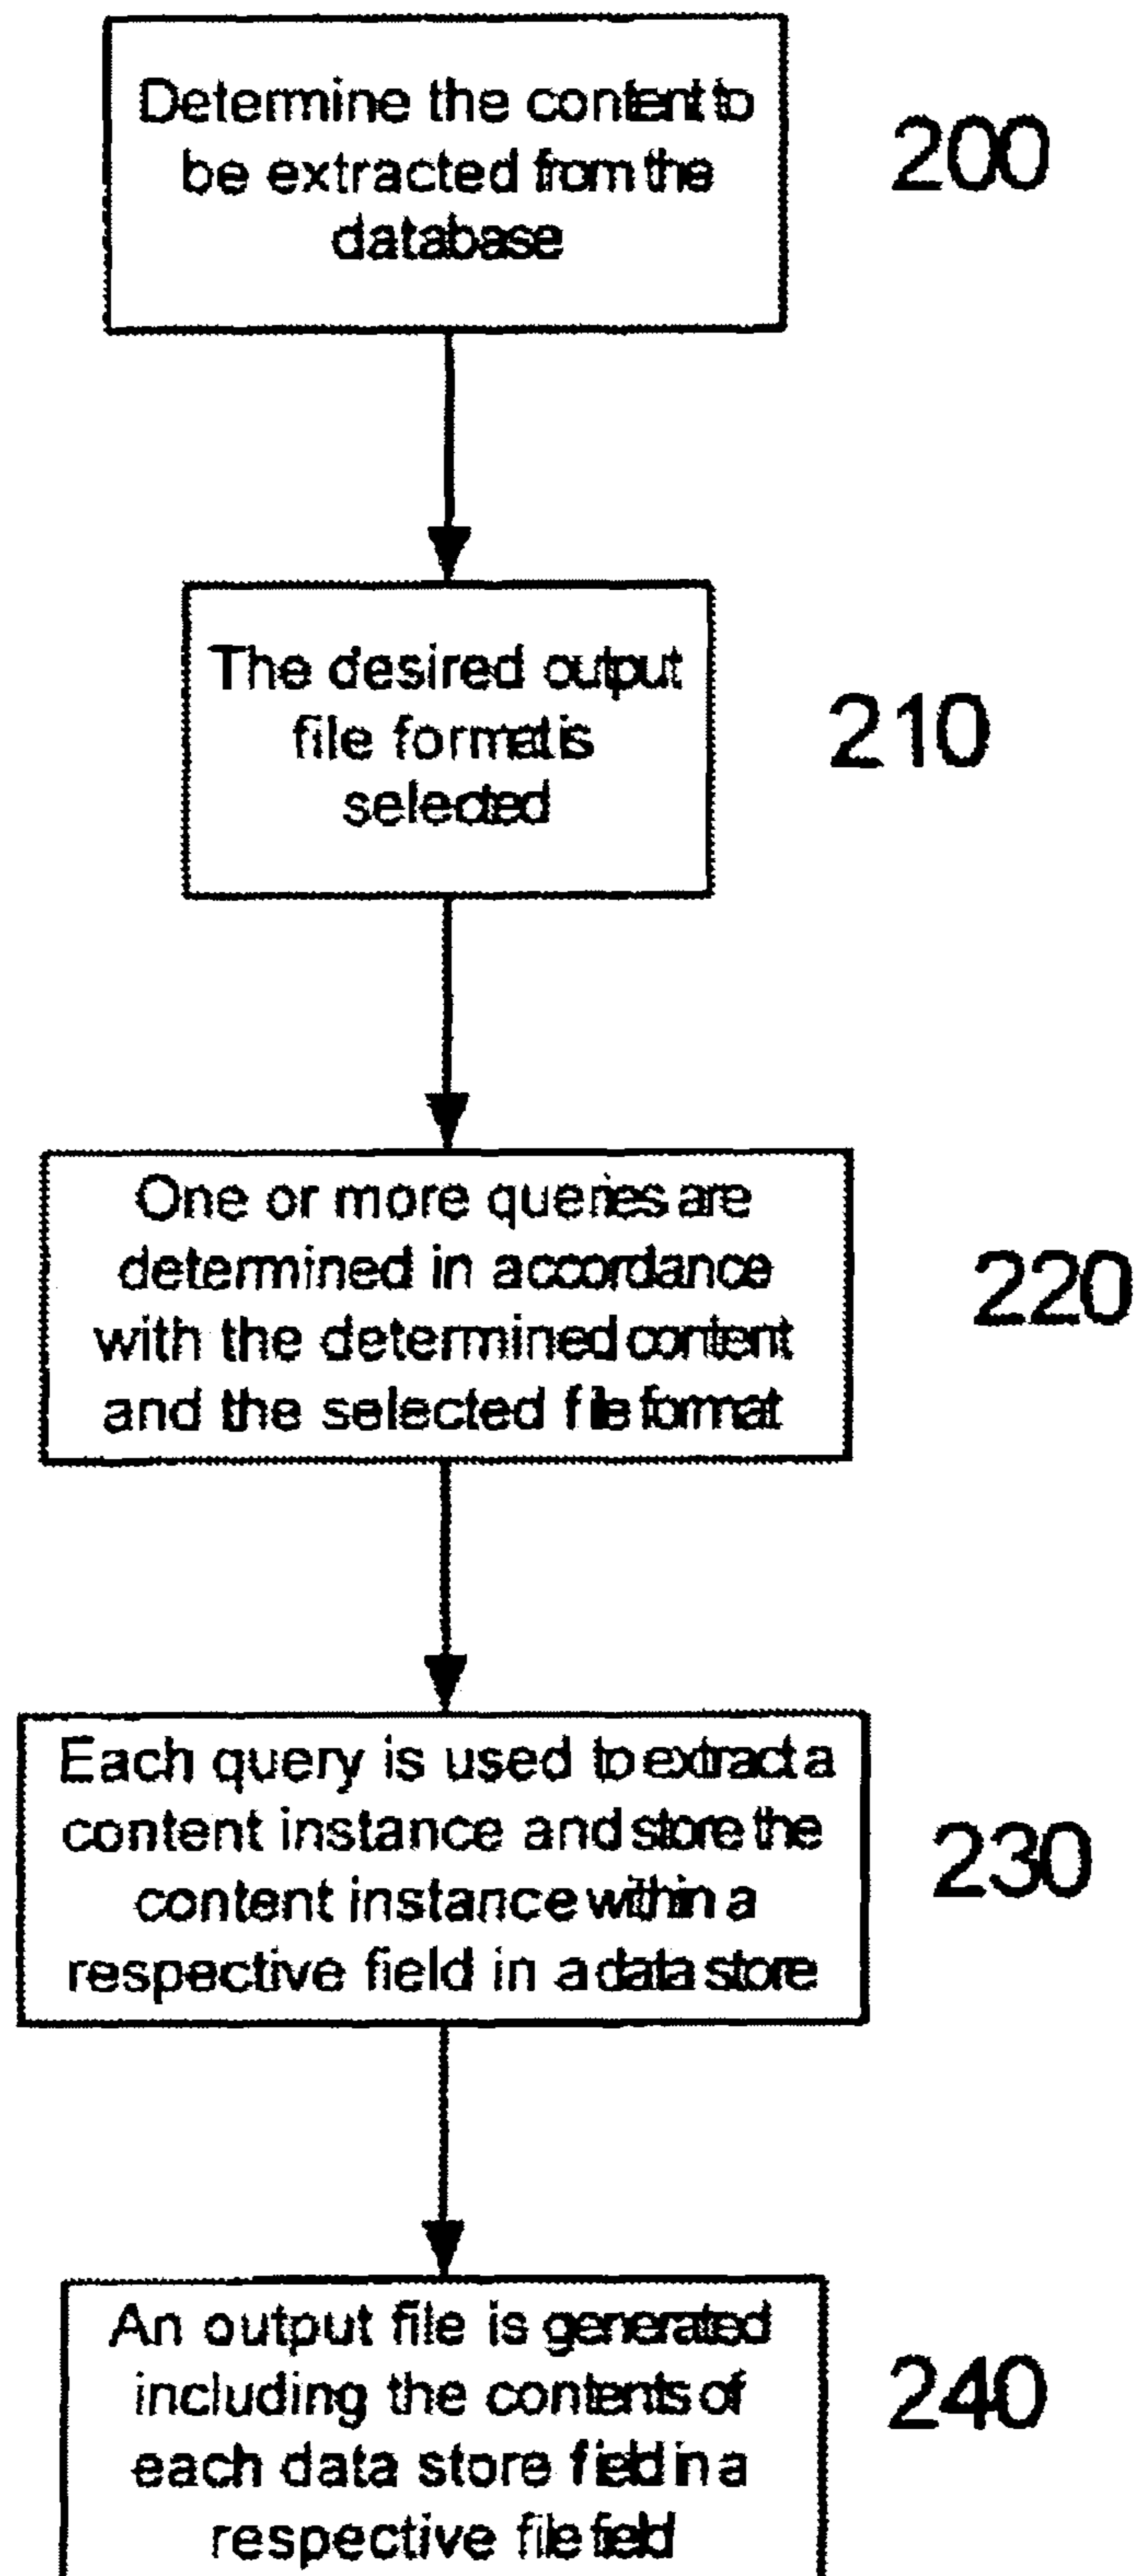 Determine the content to
be extracted from the
database
200
The desired output
file format is
selected
210
One or more queries are
determined in accordance
with the determined content
and the selected file format
220
Each query is used to extract a
content instance and store the
content instance within a
respective field in a data store
230
An output file is generated
including the contents of
each data store field in a
respective file field
240